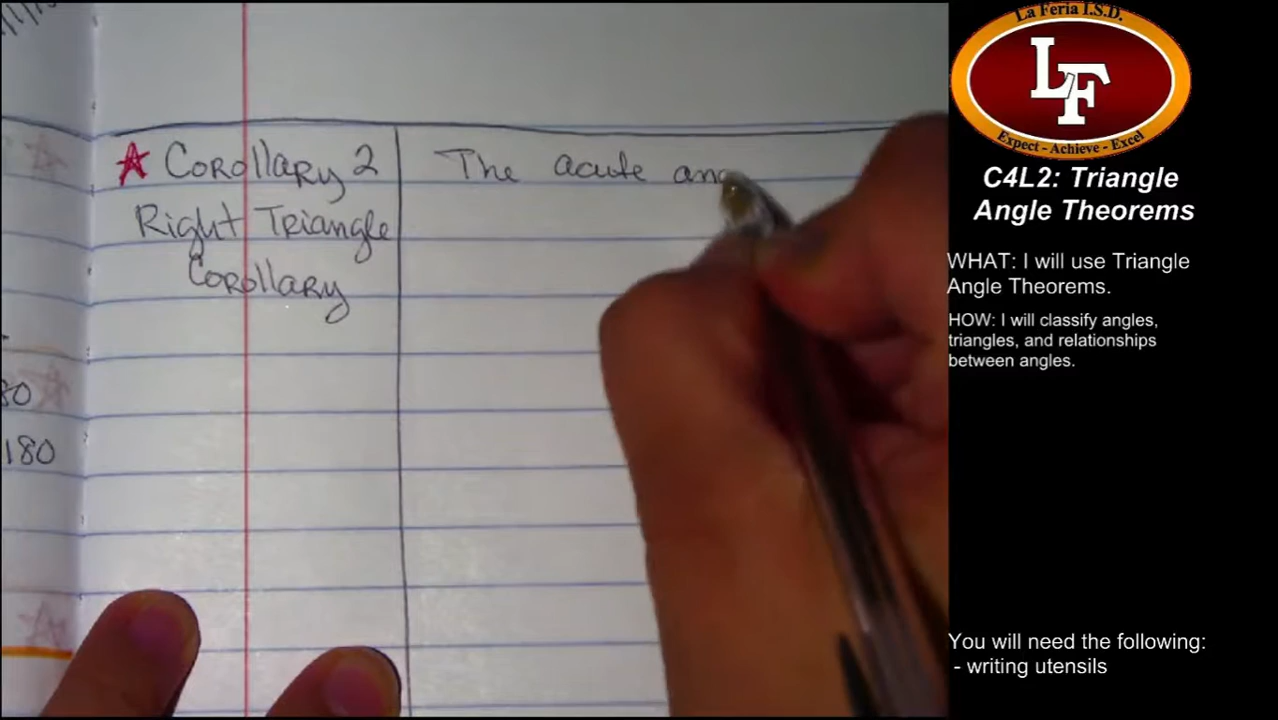 ★ Corollary 2
Right Triangle
Corollary
The acute ang
80
180
La Feria I.S.D.
LF
Expect - Achieve - Excel
C4L2: Triangle
Angle Theorems
WHAT: I will use Triangle
Angle Theorems.
HOW: I will classify angles,
triangles, and relationships
between angles.
You will need the following:
- writing utensils